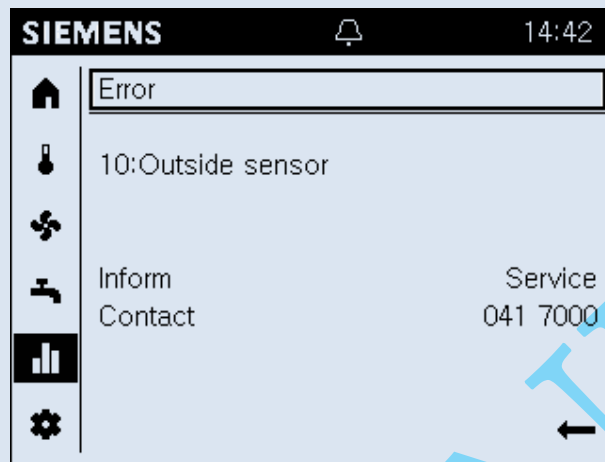 SIEMENS 14:42
Error
10:Outside sensor
Inform Service
Contact 041 7000